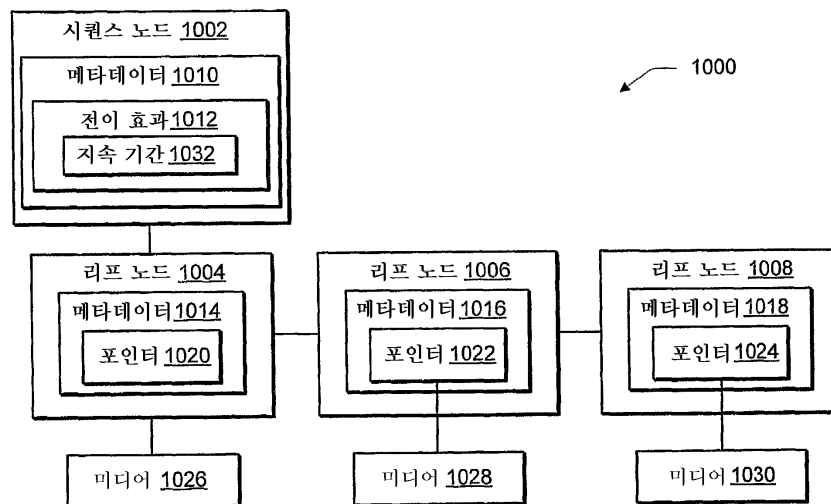 시퀀스 노드 1002
메타데이터 1010
전이 효과 1012
지속 기간 1032
1000
리프 노드 1004
메타데이터 1014
포인터 1020
리프 노드 1006
메타데이터 1016
포인터 1022
리프 노드 1008
메타데이터 1018
포인터 1024
미디어 1026
미디어 1028
미디어 1030